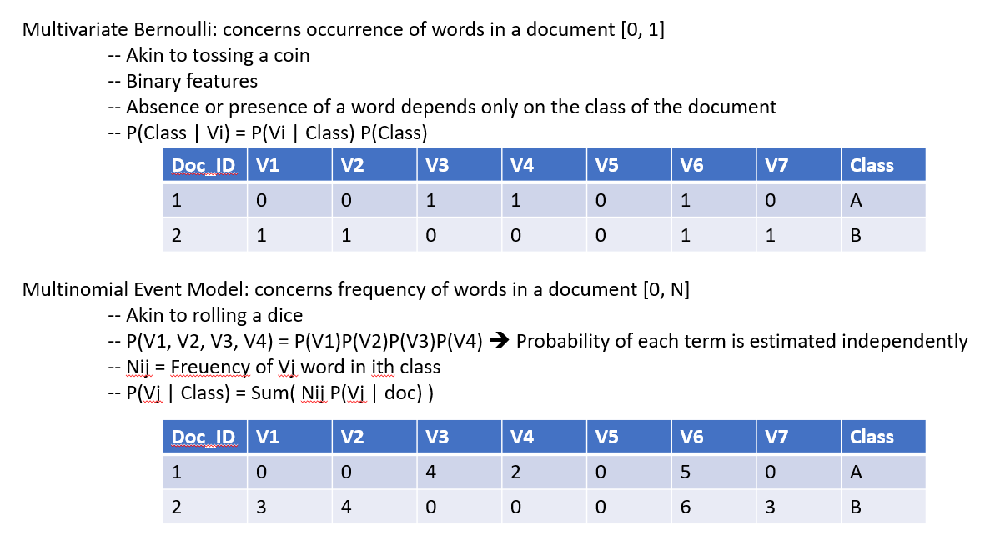 Multivariate Bernoulli: concerns occurrence of words in a document [0, 1]
-- Akin to tossing a coin
-- Binary features
-- Absence or presence of a word depends only on the class of the document
-- P(Class | Vi) = P(Vi | Class) P(Class)
Doc_ID V1 V2 V3 V4 V5 V6 V7 Class
1 0 0 1 1 0 1 0 A
2 1 1 0 0 0 1 1 B
Multinomial Event Model: concerns frequency of words in a document [0, N]
-- Akin to rolling a dice
-- P(V1, V2, V3, V4) = P(V1)P(V2)P(V3)P(V4) 🡺 Probability of each term is estimated independently
-- Nij = Freuency of Vj word in ith class
-- P(Vj | Class) = Sum( Nij P(Vj | doc) )
Doc_ID V1 V2 V3 V4 V5 V6 V7 Class
1 0 0 4 2 0 5 0 A
2 3 4 0 0 0 6 3 B